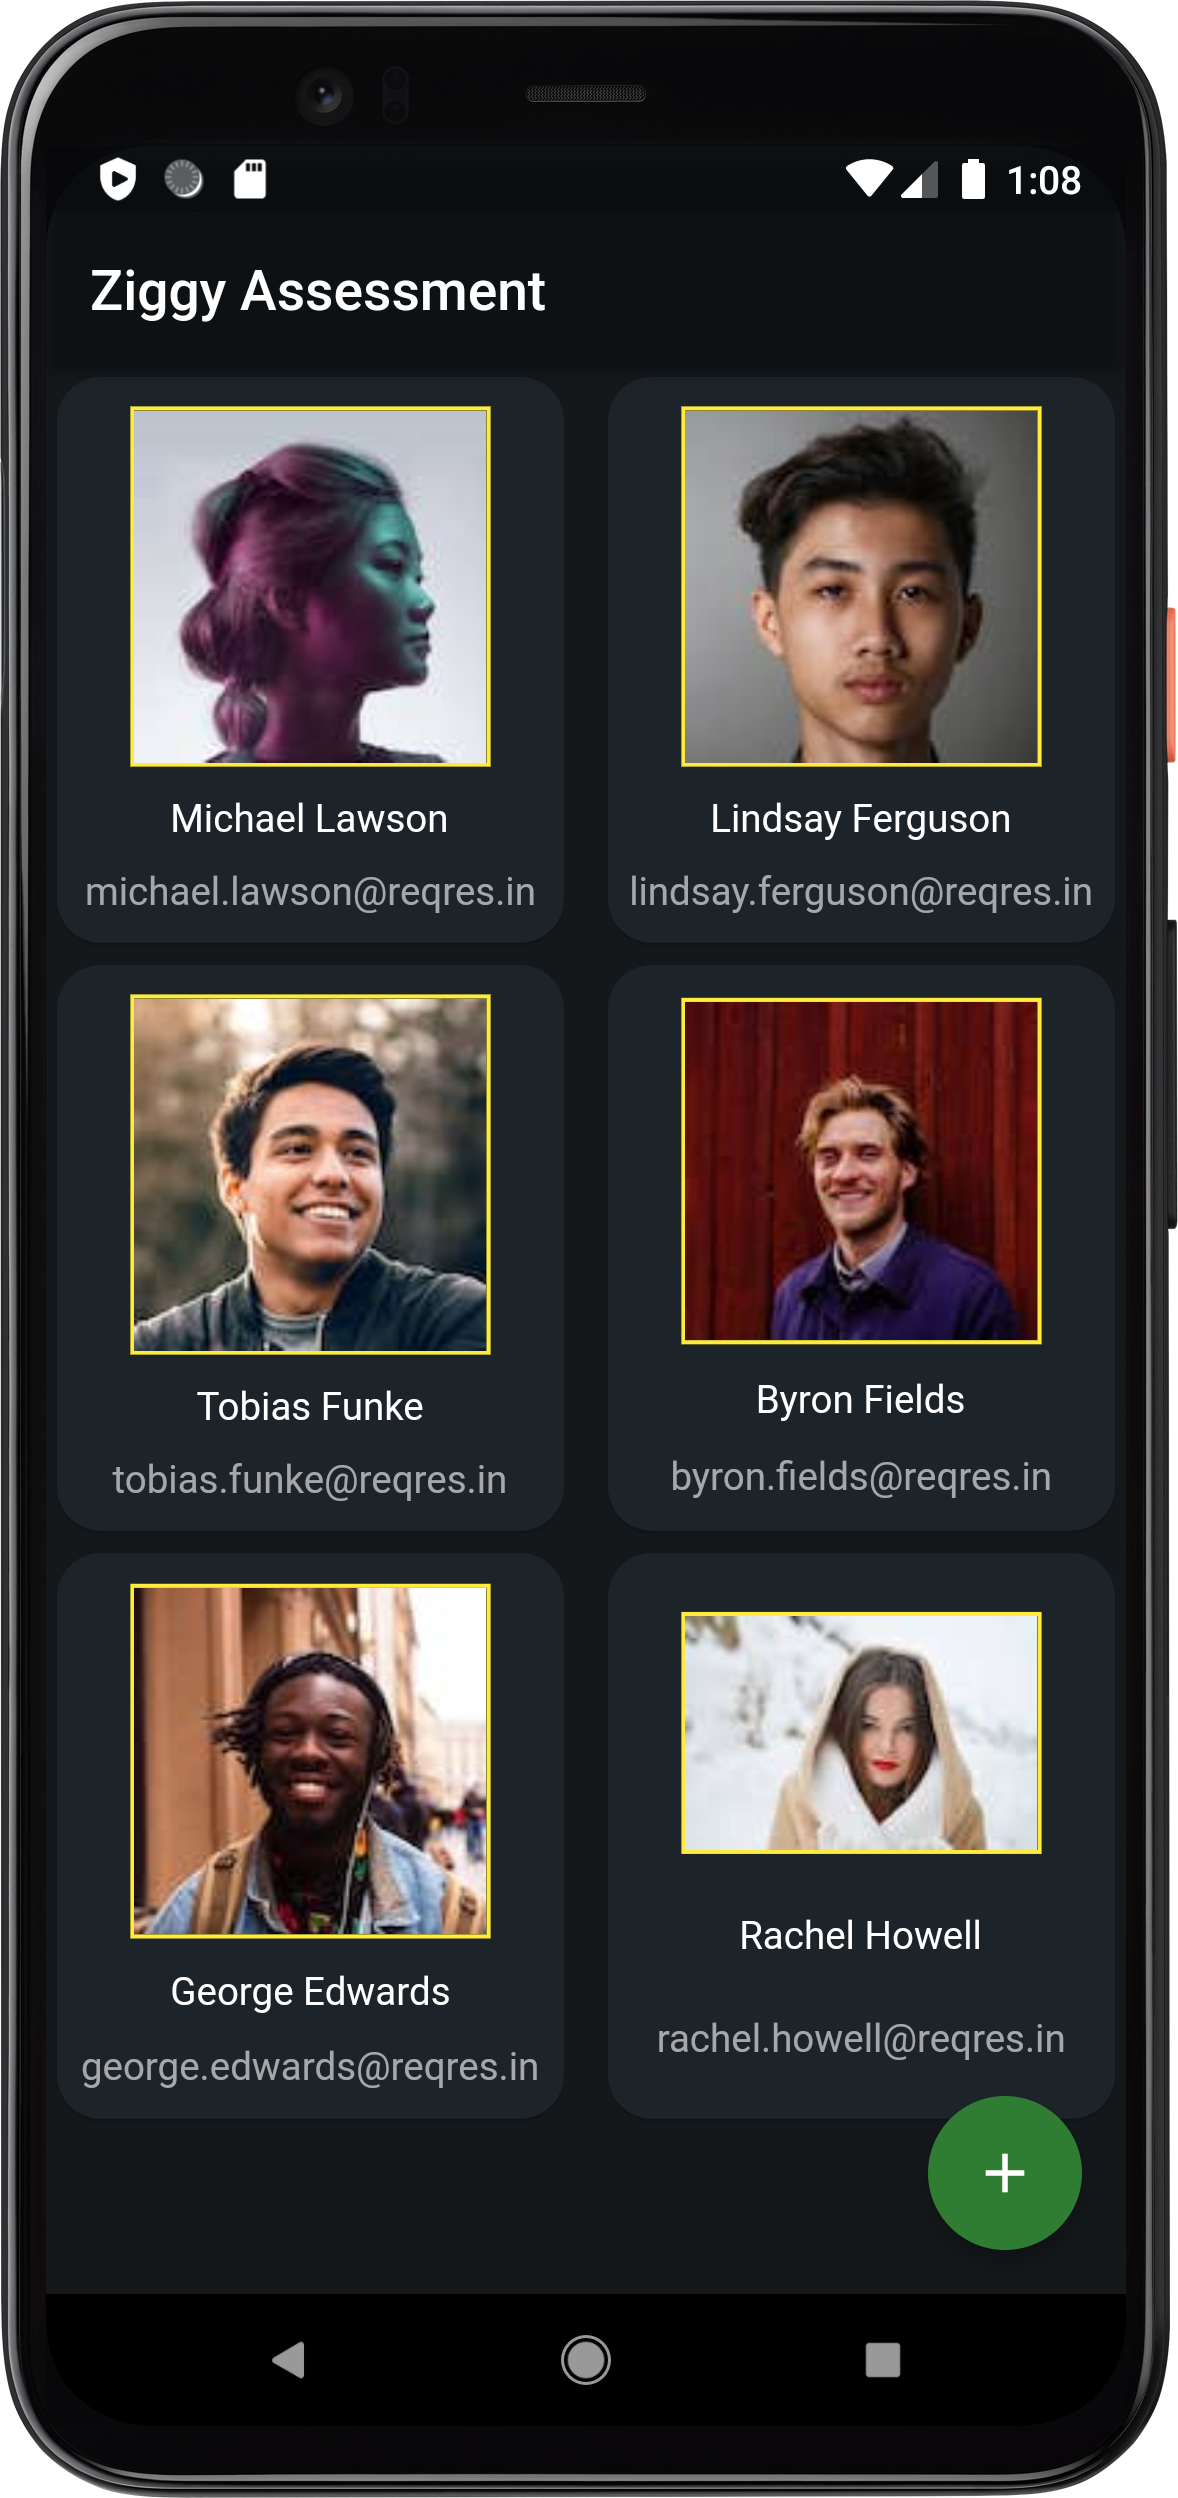 1:08
Ziggy Assessment
Michael Lawson
michael.lawson@reqres.in
Lindsay Ferguson
lindsay.ferguson@reqres.in
Tobias Funke
tobias.funke@reqres.in
Byron Fields
byron.fields@reqres.in
George Edwards
george.edwards@reqres.in
Rachel Howell
rachel.howell@reqres.in
+